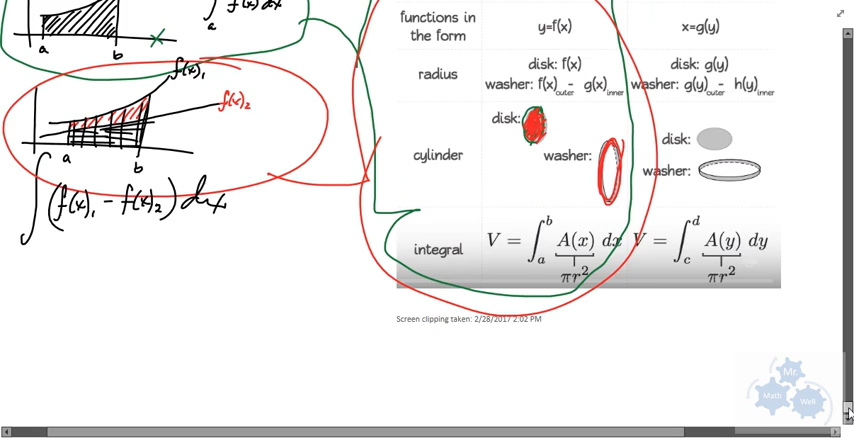 ∫ₐ f(x) dx
a b
f(x)₁
f(x)₂
a b
∫ (f(x)₁ - f(x)₂) dx
functions in the form y=f(x) x=g(y)
radius disk: f(x) disk: g(y)
washer: f(x)outer - g(x)inner washer: g(y)outer - h(y)inner
cylinder disk: disk:
washer: washer:
integral V = ∫ₐᵇ A(x) dx V = ∫_c^d A(y) dy
πr² πr²
Screen clipping taken: 2/28/2017 2:02 PM
Mr.
Math Well